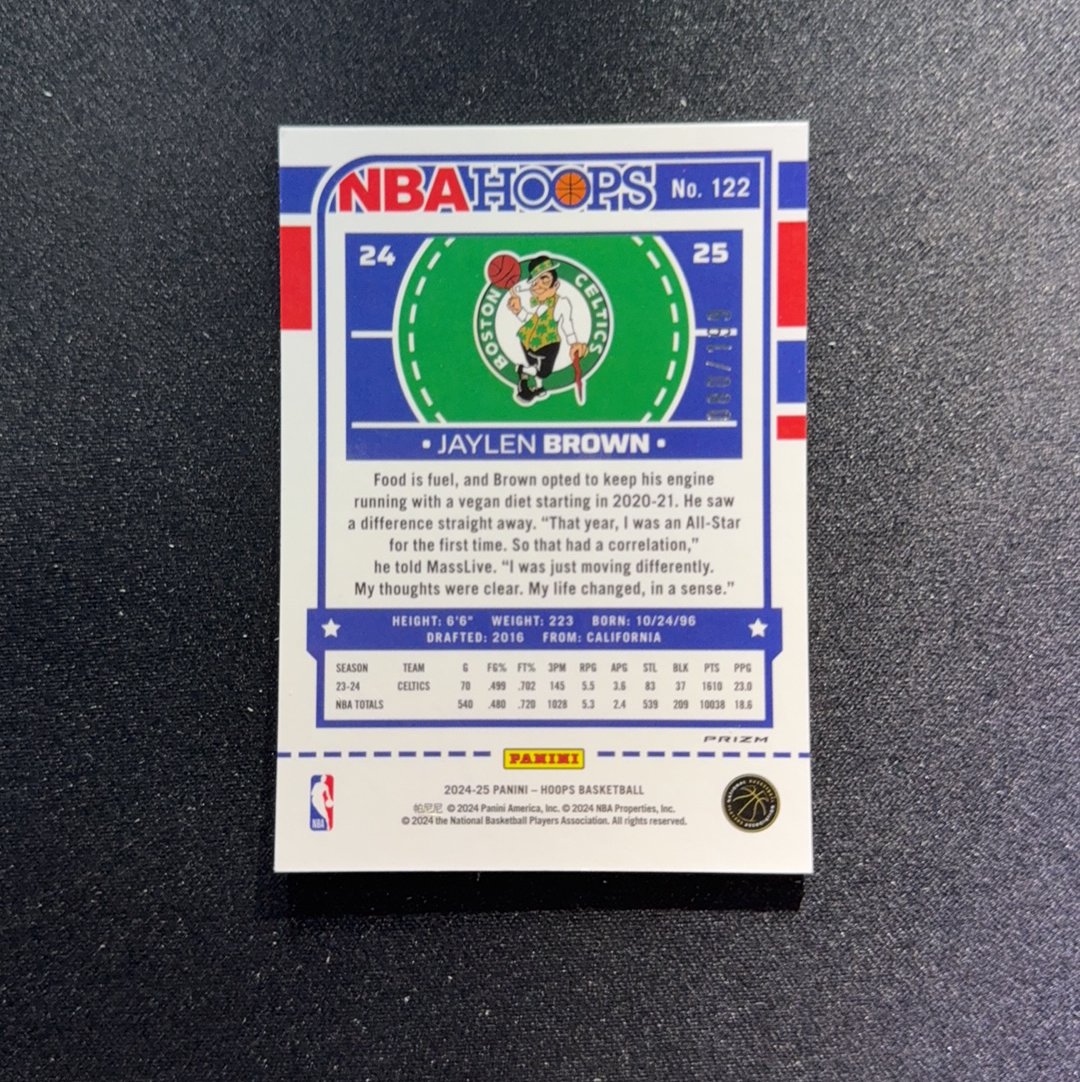 NBA HOOPS No. 122
24 25
BOSTON CELTICS
• JAYLEN BROWN •
Food is fuel, and Brown opted to keep his engine
running with a vegan diet starting in 2020-21. He saw
a difference straight away. “That year, I was an All-Star
for the first time. So that had a correlation,”
he told MassLive. “I was just moving differently.
My thoughts were clear. My life changed, in a sense.”
HEIGHT: 6'6" WEIGHT: 223 BORN: 10/24/96
DRAFTED: 2016 FROM: CALIFORNIA
SEASON TEAM G FG% FT% 3PM RPG APG STL BLK PTS PPG
23-24 CELTICS 70 .499 .702 145 5.5 3.6 83 37 1610 23.0
NBA TOTALS 540 .480 .720 1028 5.3 2.4 539 209 10038 18.6
PRIZM
PANINI
2024-25 PANINI – HOOPS BASKETBALL
帕尼尼 © 2024 Panini America, Inc. © 2024 NBA Properties, Inc.
© 2024 the National Basketball Players Association. All rights reserved.
NBA